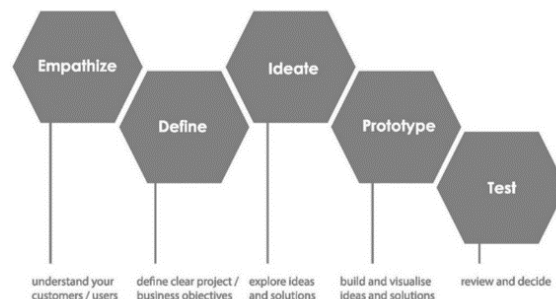 Empathize
Define
Ideate
Prototype
Test
understand your
customers / users
define clear project /
business objectives
explore ideas
and solutions
build and visualise
ideas and solutions
review and decide